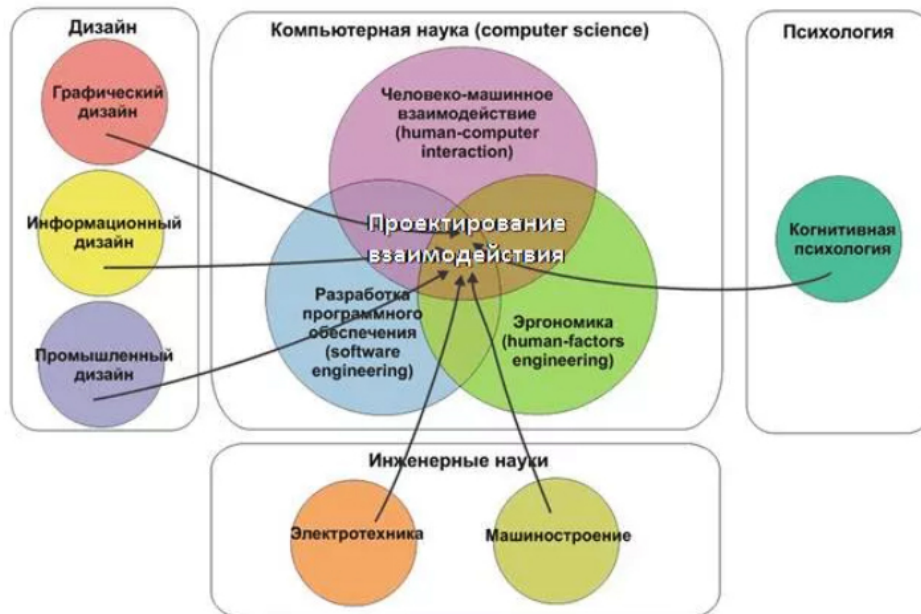 Дизайн
Графический
дизайн
Информационный
дизайн
Промышленный
дизайн
Компьютерная наука (computer science)
Человеко-машинное
взаимодействие
(human-computer
interaction)
Проектирование
взаимодействия
Разработка
программного
обеспечения
(software
engineering)
Эргономика
(human-factors
engineering)
Психология
Когнитивная
психология
Инженерные науки
Электротехника
Машиностроение